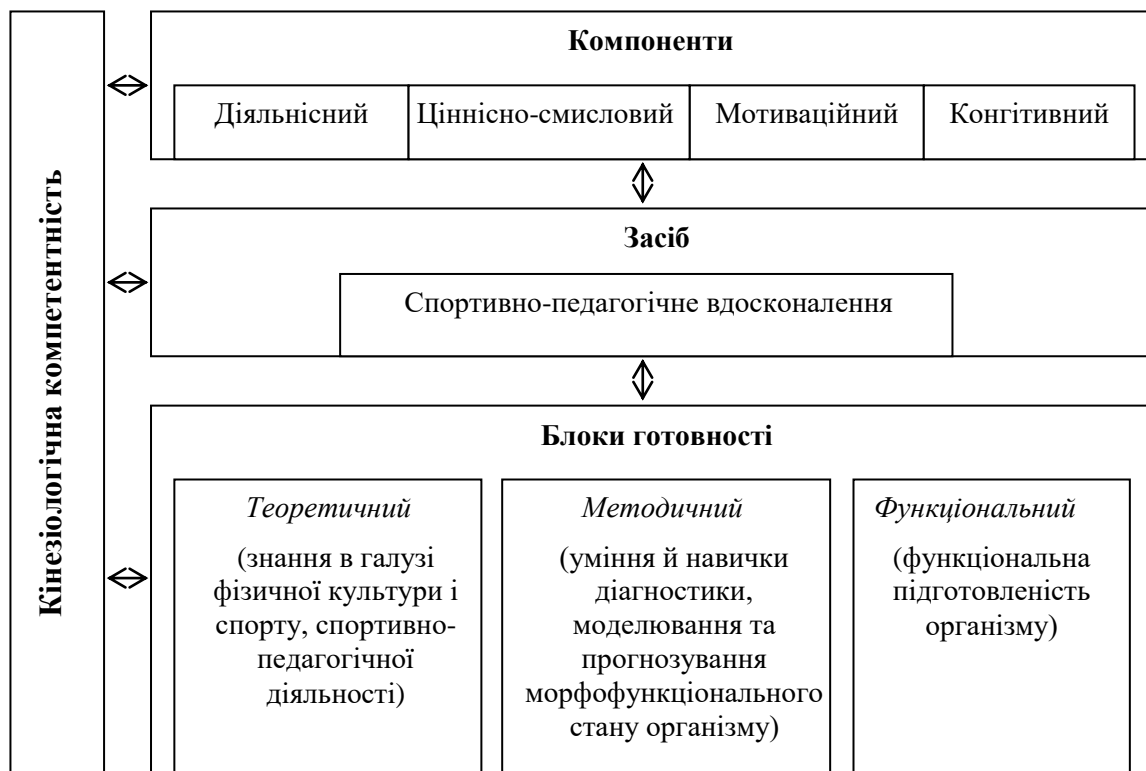 Кінезіологічна компетентність
Компоненти
Діяльнісний
Ціннісно-смисловий
Мотиваційний
Конгітивний
Засіб
Спортивно-педагогічне вдосконалення
Блоки готовності
Теоретичний
(знання в галузі
фізичної культури і
спорту, спортивно-
педагогічної
діяльності)
Методичний
(уміння й навички
діагностики,
моделювання та
прогнозування
морфофункціонального
стану організму)
Функціональний
(функціональна
підготовленість
організму)